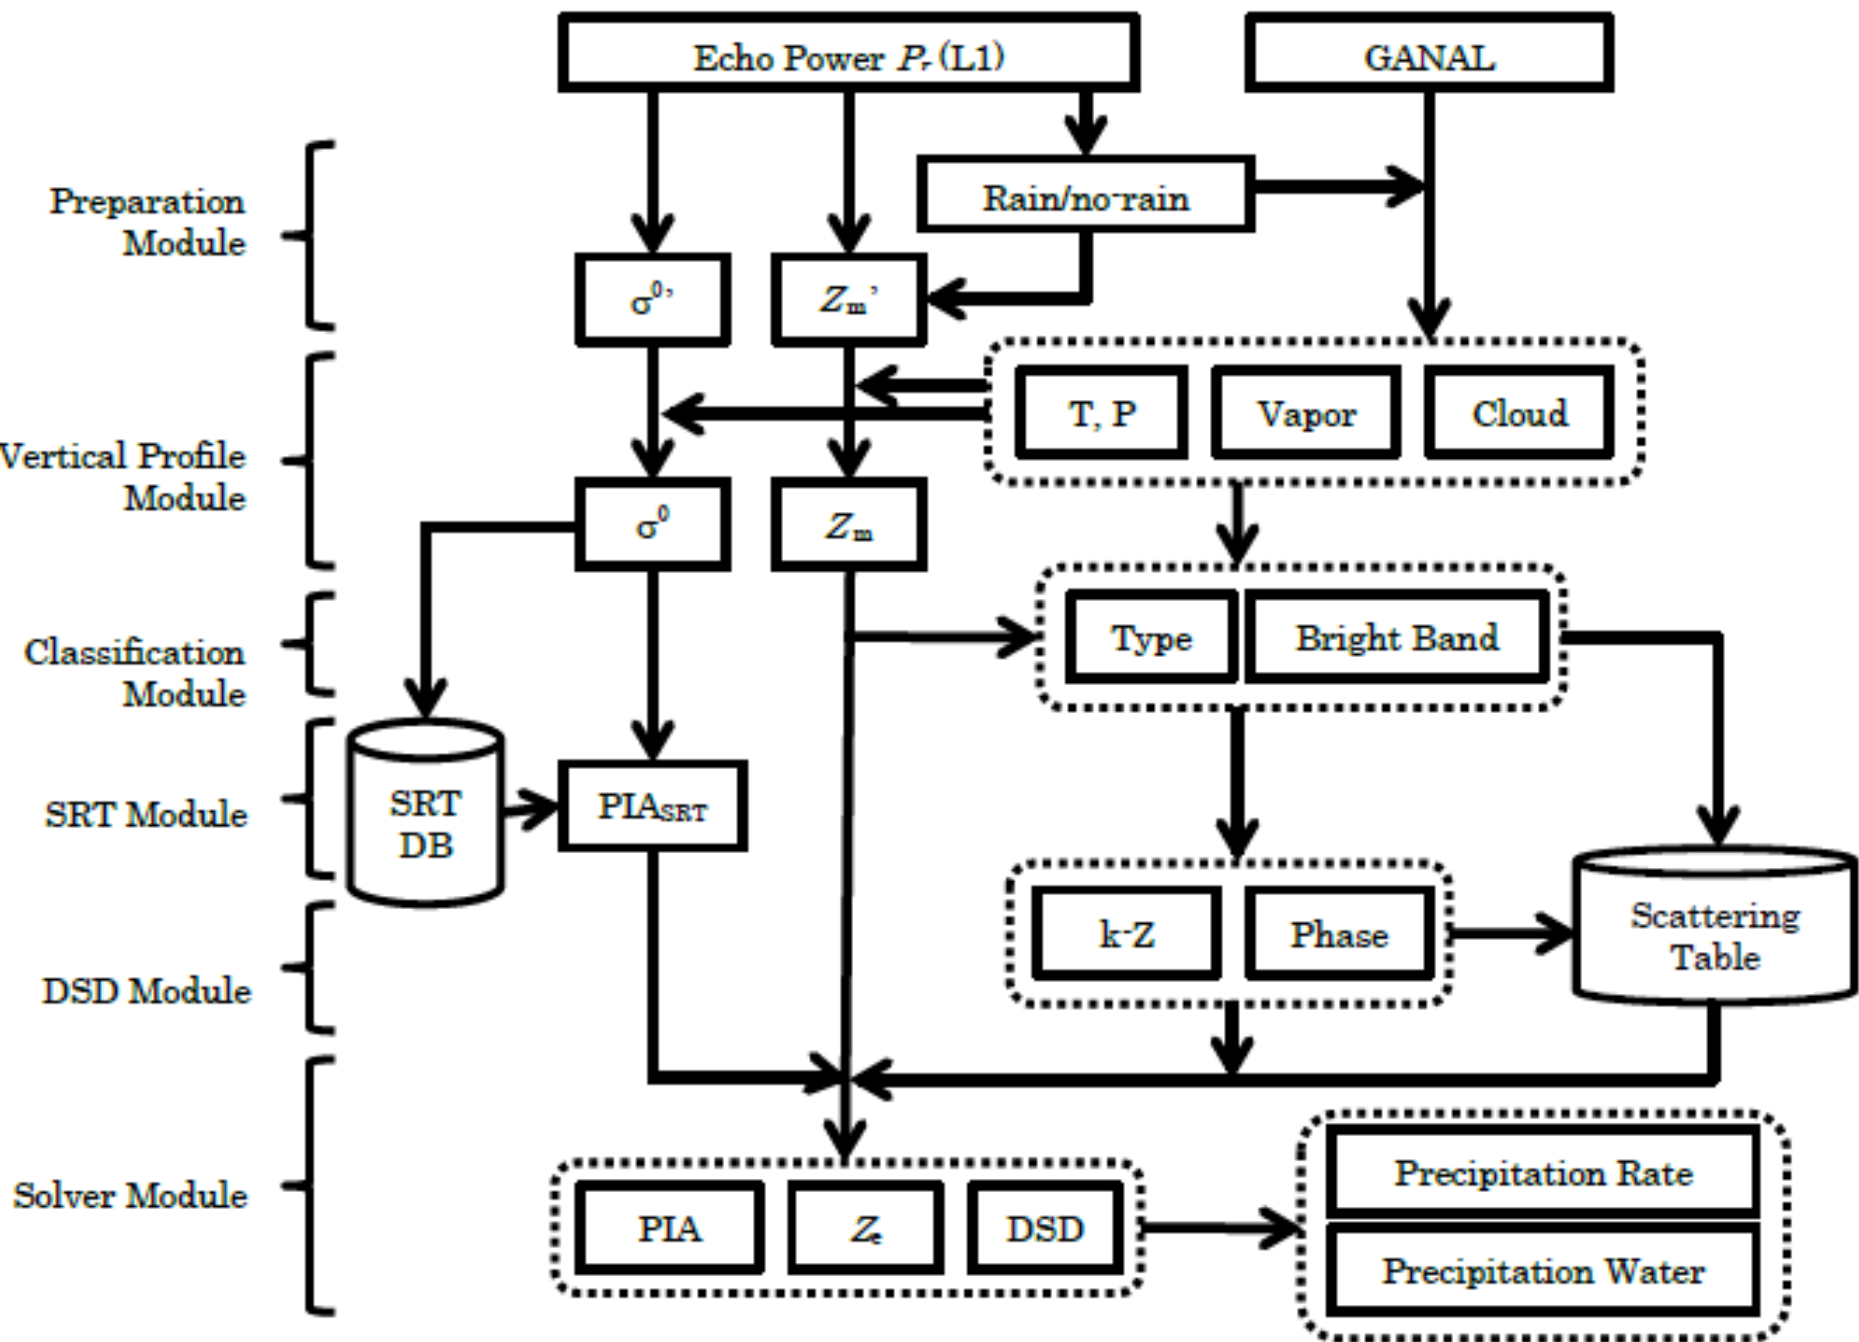 Echo Power Pr (L1)
GANAL
Preparation
Module
Rain/no-rain
σ⁰’
Zm’
Vertical Profile
Module
T, P
Vapor
Cloud
σ⁰
Zm
Classification
Module
Type
Bright Band
SRT Module
SRT
DB
PIASRT
DSD Module
k-Z
Phase
Scattering
Table
Solver Module
PIA
Ze
DSD
Precipitation Rate
Precipitation Water